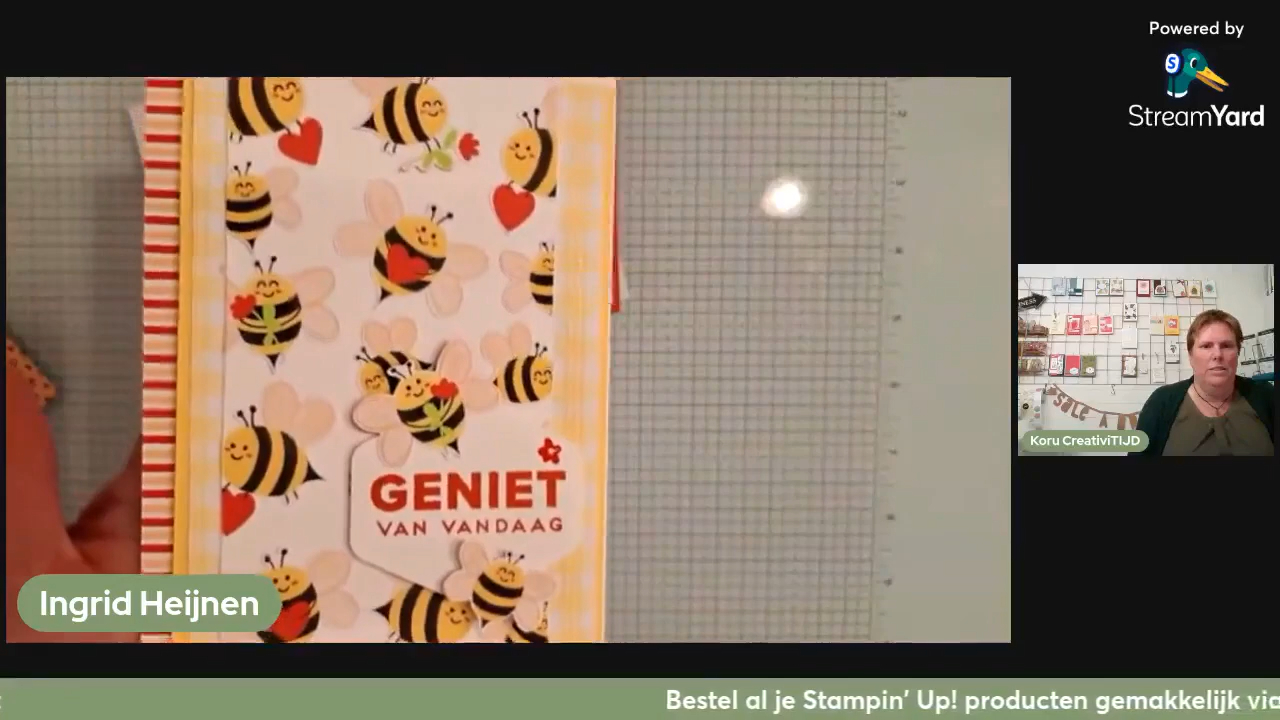 Powered by
S
StreamYard
GENIET
VAN VANDAAG
Koru CreativiTIJD
Ingrid Heijnen
Bestel al je Stampin' Up! producten gemakkelijk via